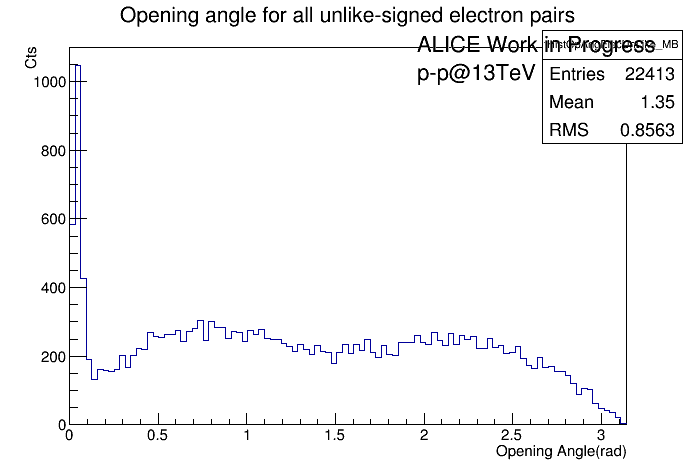 Opening angle for all unlike-signed electron pairs
ALICE Work in Progress
p-p@13TeV
_MB
Entries 22413
Mean 1.35
RMS 0.8563
Cts
1000
800
600
400
200
0
0 0.5 1 1.5 2 2.5 3
Opening Angle(rad)